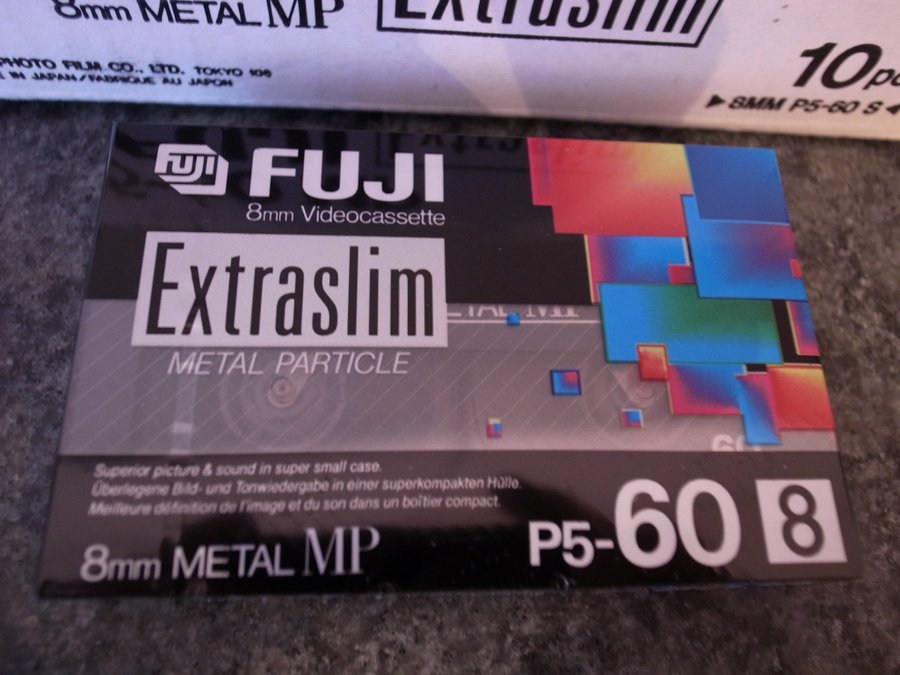 8mm METAL MP
Extraslim
PHOTO FILM CO., LTD. TOKYO 106
IN JAPAN/FABRIQUE AU JAPON
10
▶8MM P5-60 S◀
FUJI
FUJI
8mm Videocassette
Extraslim
METAL PARTICLE
Superior picture & sound in super small case.
Überlegene Bild- und Tonwiedergabe in einer superkompakten Hülle.
Meilleure définition de l'image et du son dans un boîtier compact.
8mm METAL MP
P5-60 8